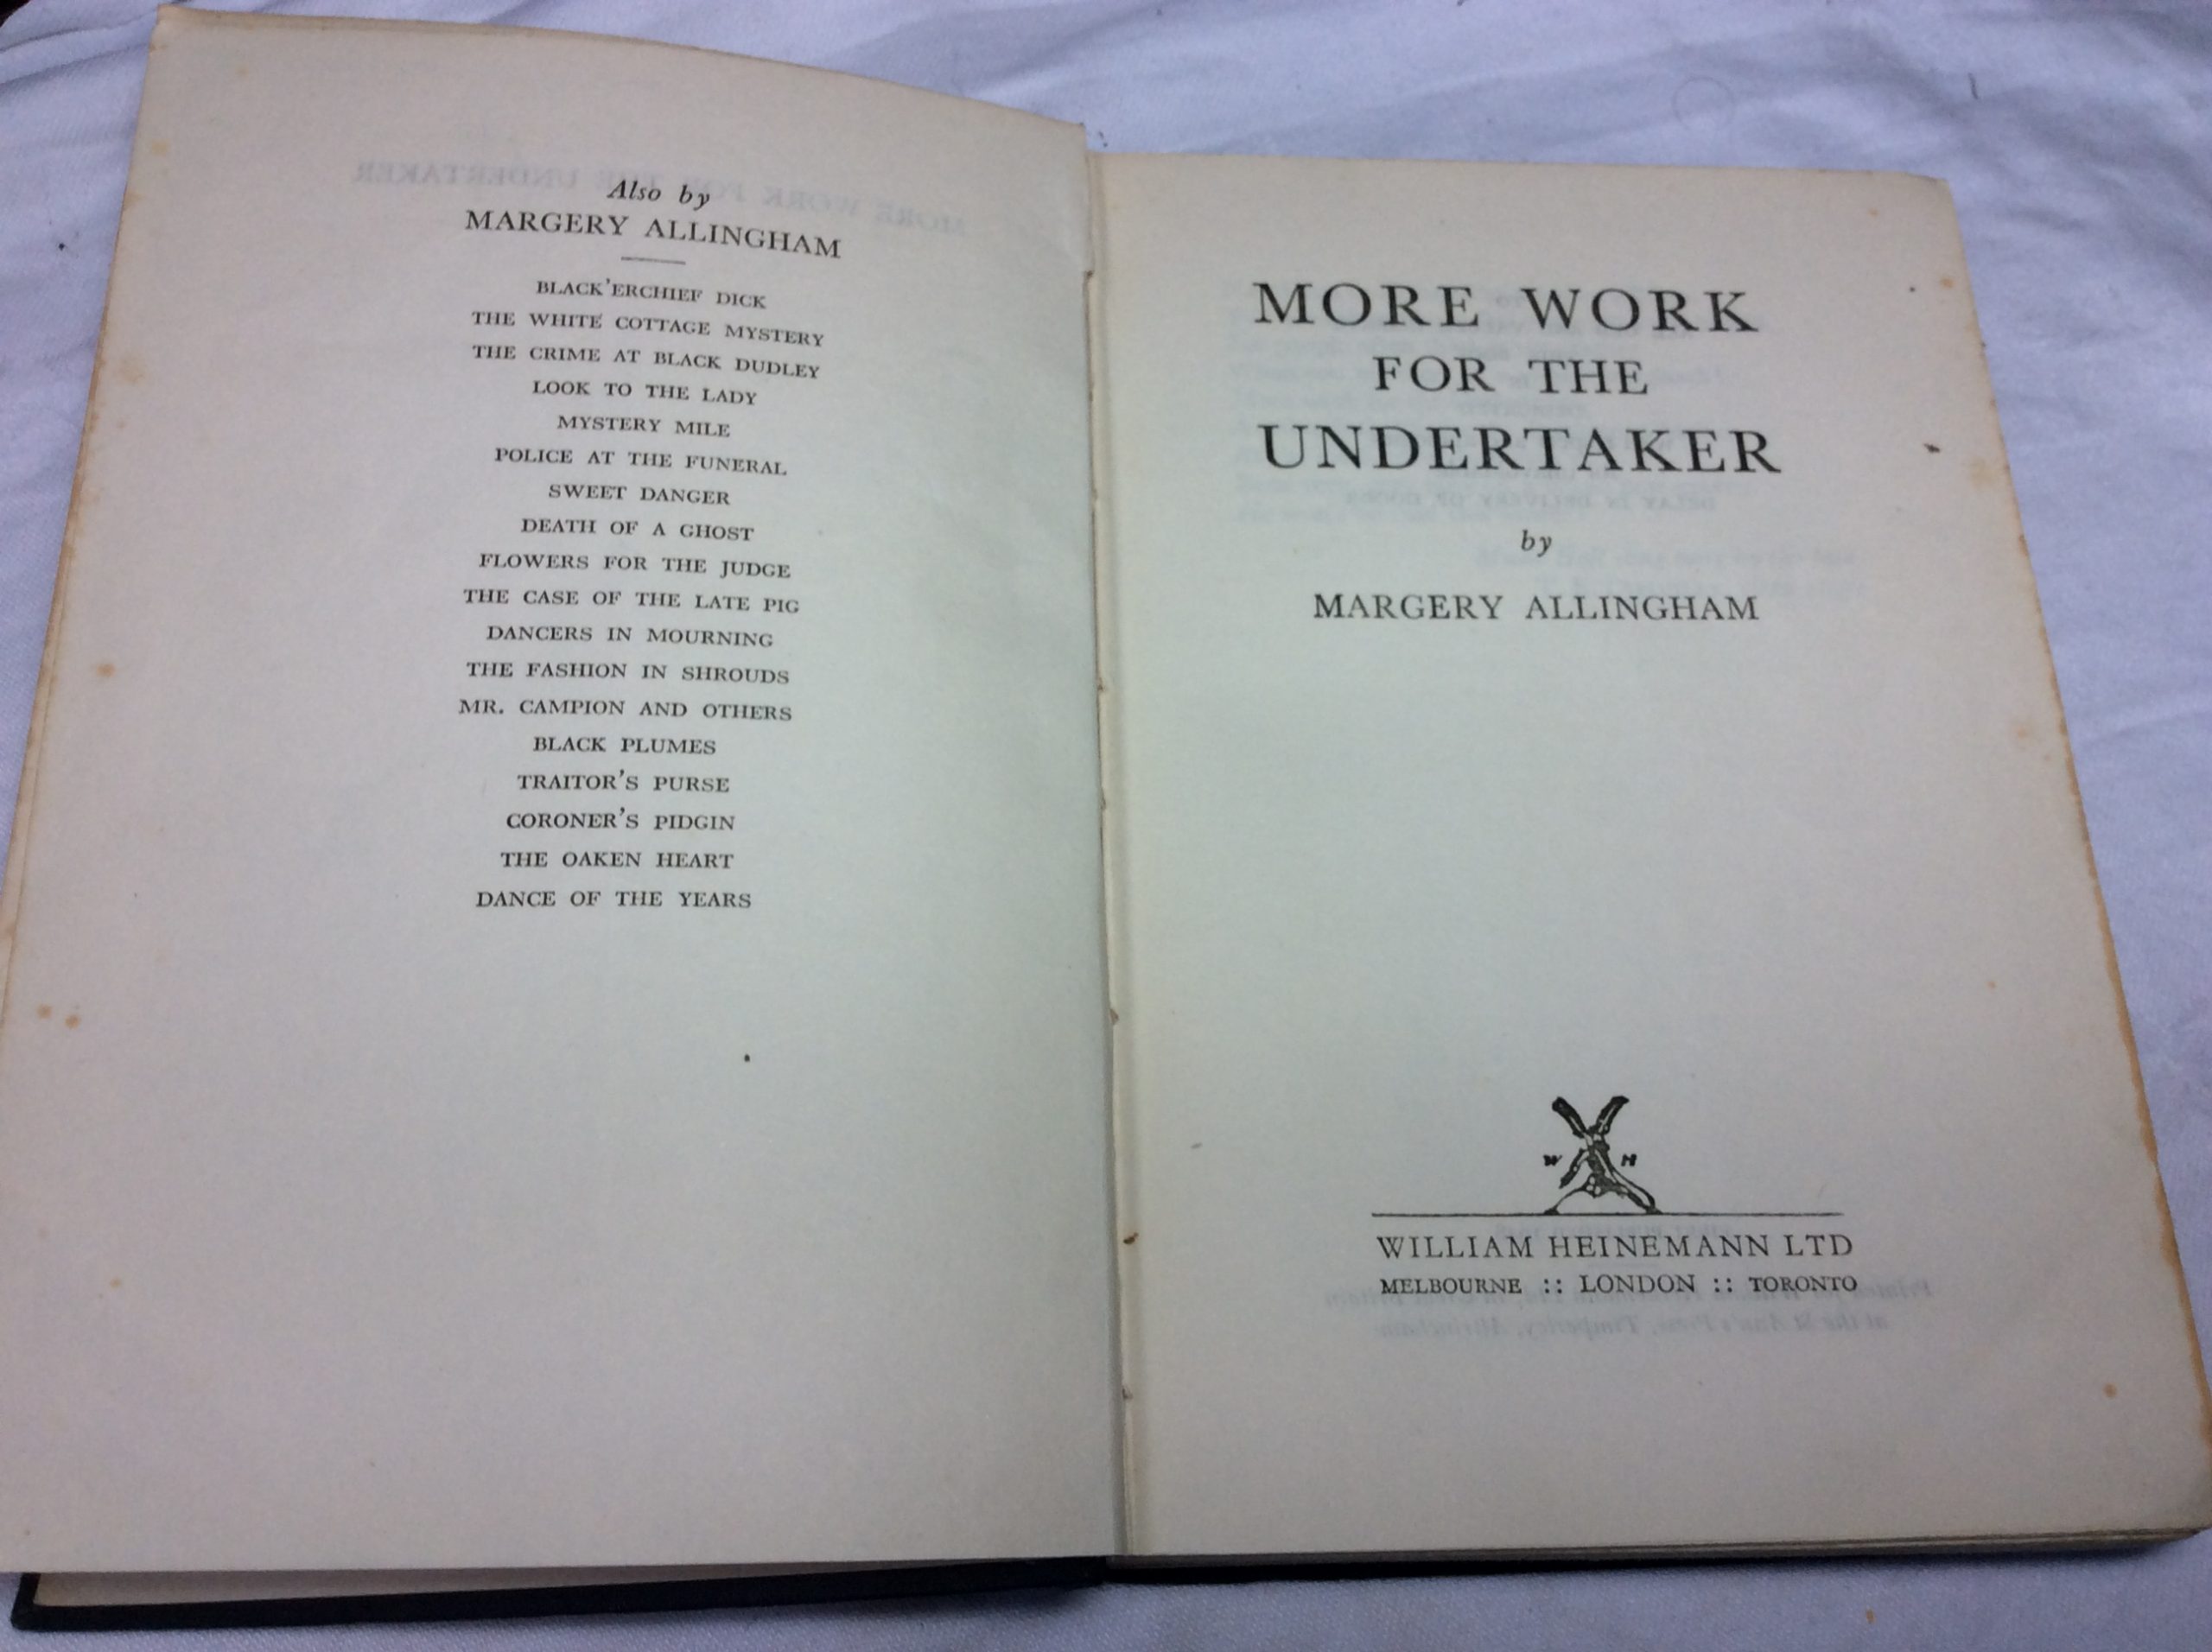 Also by
MARGERY ALLINGHAM
BLACK'ERCHIEF DICK
THE WHITE COTTAGE MYSTERY
THE CRIME AT BLACK DUDLEY
LOOK TO THE LADY
MYSTERY MILE
POLICE AT THE FUNERAL
SWEET DANGER
DEATH OF A GHOST
FLOWERS FOR THE JUDGE
THE CASE OF THE LATE PIG
DANCERS IN MOURNING
THE FASHION IN SHROUDS
MR. CAMPION AND OTHERS
BLACK PLUMES
TRAITOR'S PURSE
CORONER'S PIDGIN
THE OAKEN HEART
DANCE OF THE YEARS
MORE WORK
FOR THE
UNDERTAKER
by
MARGERY ALLINGHAM
W H
WILLIAM HEINEMANN LTD
MELBOURNE :: LONDON :: TORONTO